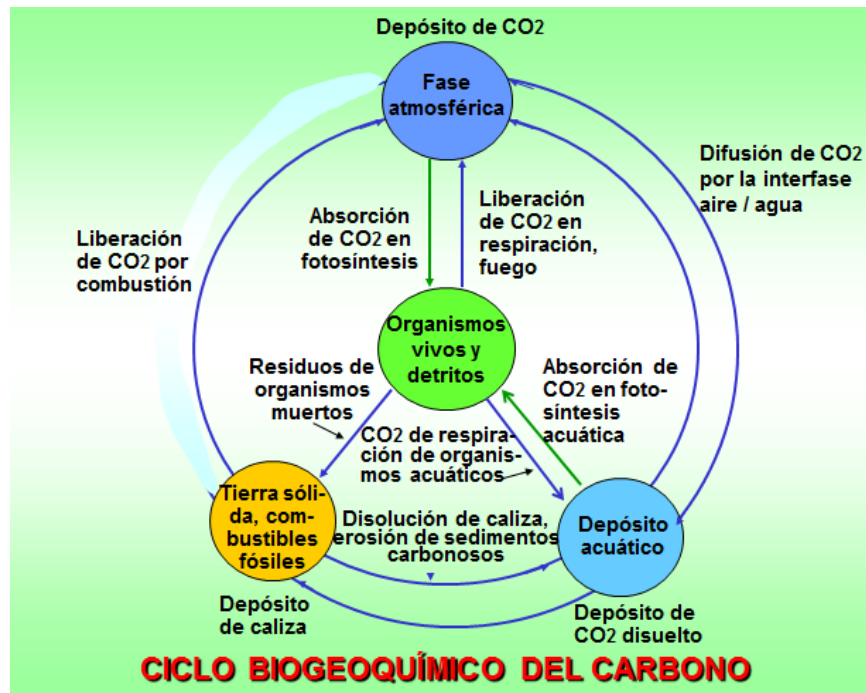 Depósito de CO2
Fase
atmosférica
Difusión de CO2
por la interfase
aire / agua
Absorción
de CO2 en
fotosíntesis
Liberación
de CO2 en
respiración,
fuego
Liberación
de CO2 por
combustión
Organismos
vivos y
detritos
Residuos de
organismos
muertos
Absorción de
CO2 en foto-
síntesis
acuática
CO2 de respira-
ción de organis-
mos acuáticos
Tierra sóli-
da, com-
bustibles
fósiles
Disolución de caliza,
erosión de sedimentos
carbonosos
Depósito
acuático
Depósito
de caliza
Depósito de
CO2 disuelto
CICLO BIOGEOQUÍMICO DEL CARBONO